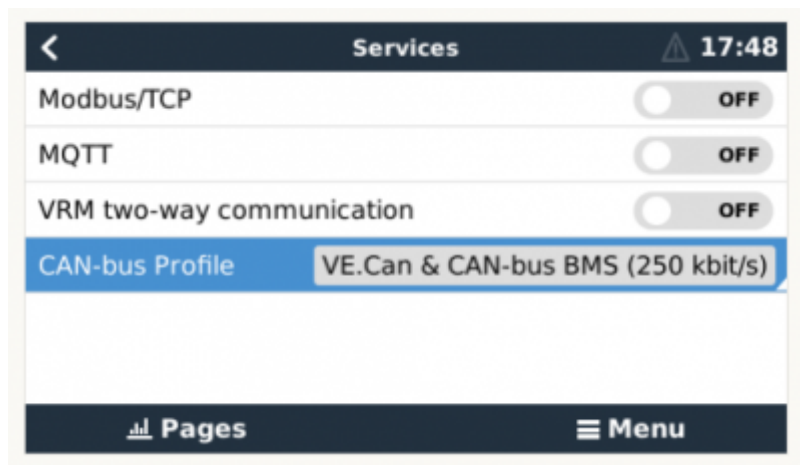 Services 17:48
Modbus/TCP OFF
MQTT OFF
VRM two-way communication OFF
CAN-bus Profile VE.Can & CAN-bus BMS (250 kbit/s)
Pages Menu